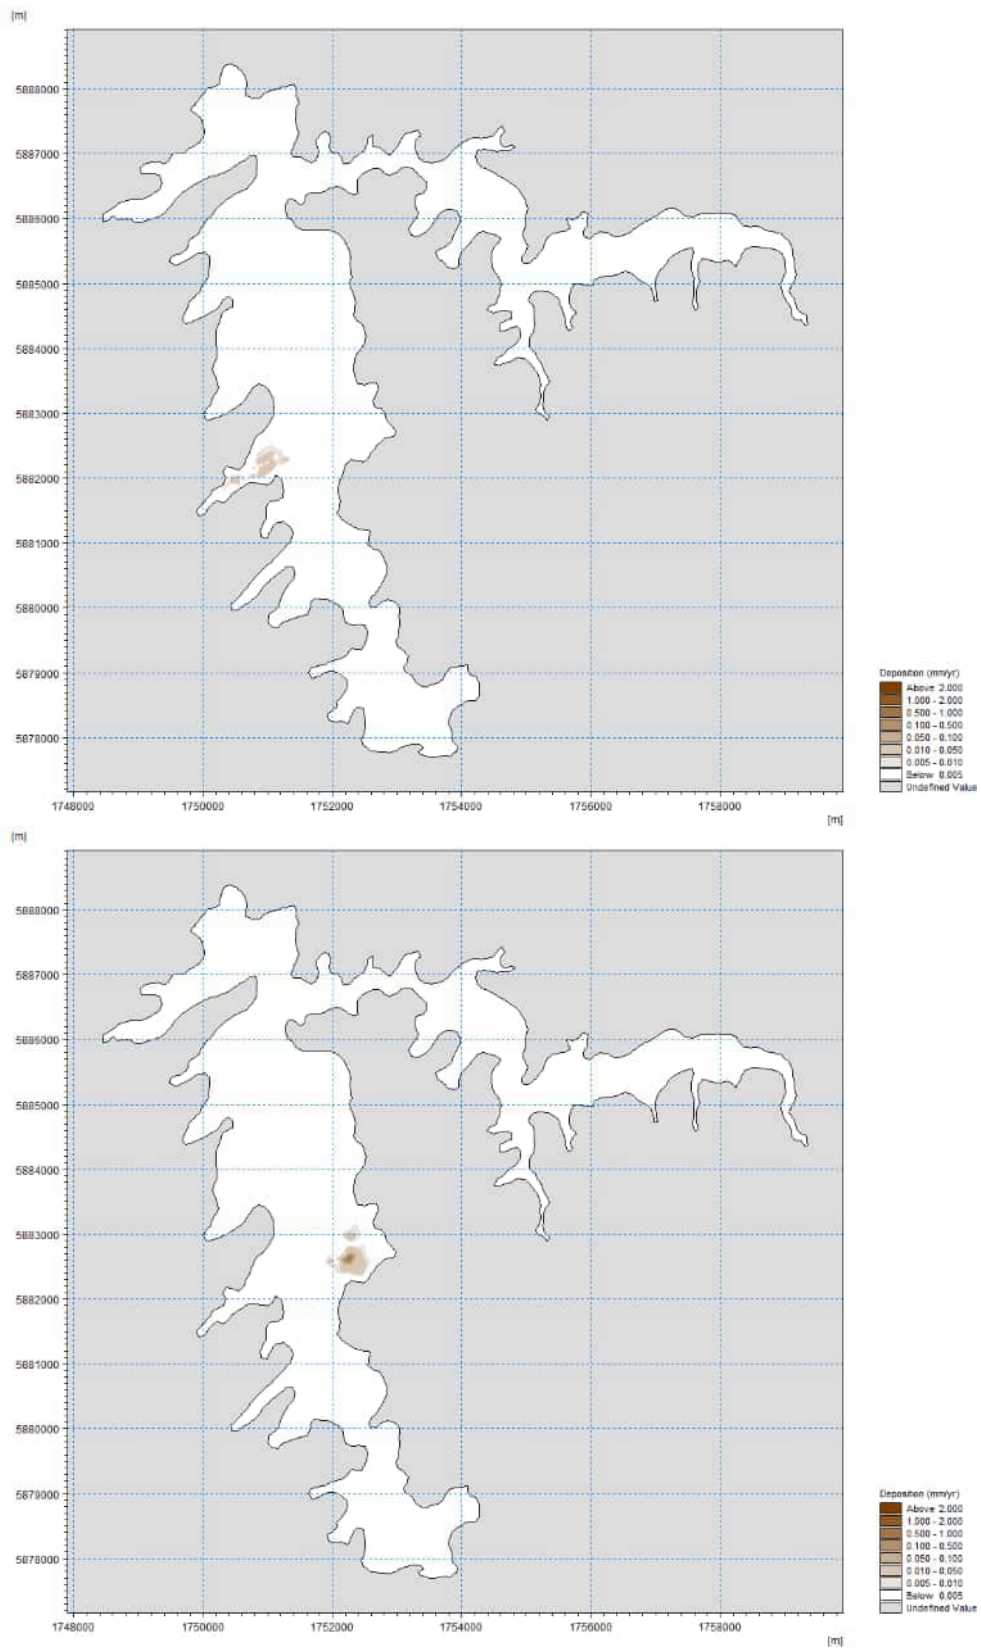 [m]
5888000
5887000
5886000
5885000
5884000
5883000
5882000
5881000
5880000
5879000
5878000
Deposition (mm/yr)
Above 2.000
1.000 - 2.000
0.500 - 1.000
0.100 - 0.500
0.050 - 0.100
0.010 - 0.050
0.005 - 0.010
Below 0.005
Undefined Value
1748000 1750000 1752000 1754000 1756000 1758000
[m]
[m]
5888000
5887000
5886000
5885000
5884000
5883000
5882000
5881000
5880000
5879000
5878000
Deposition (mm/yr)
Above 2.000
1.000 - 2.000
0.500 - 1.000
0.100 - 0.500
0.050 - 0.100
0.010 - 0.050
0.005 - 0.010
Below 0.005
Undefined Value
1748000 1750000 1752000 1754000 1756000 1758000
[m]